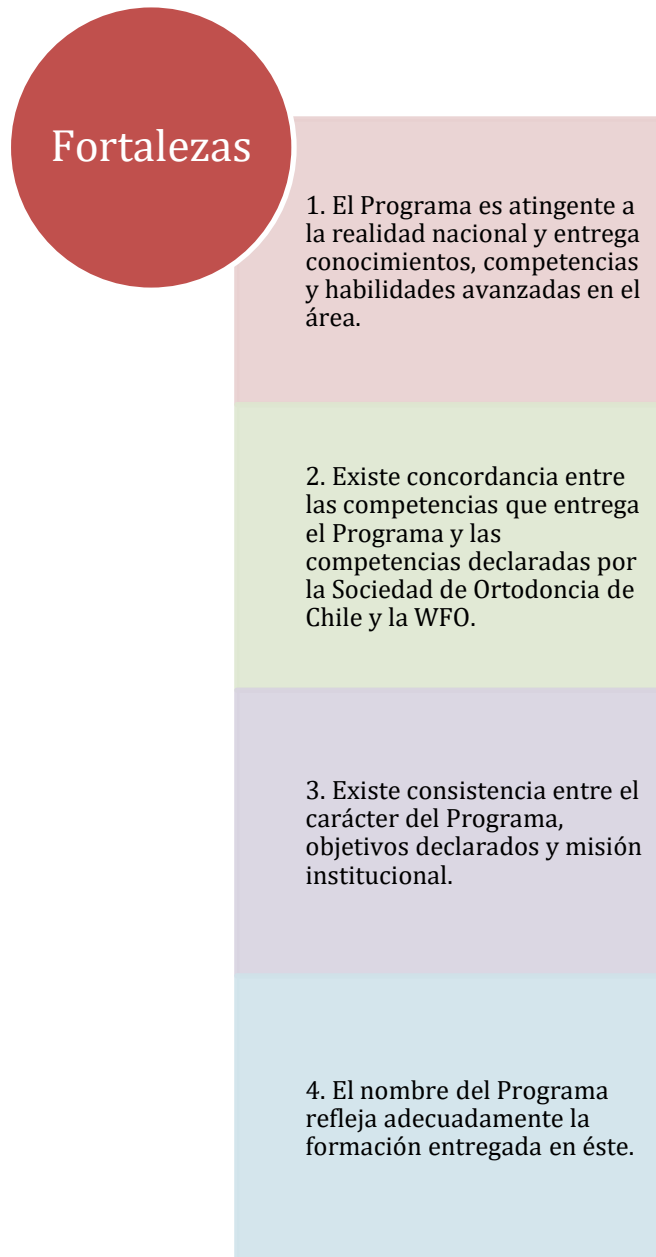 Fortalezas
1. El Programa es atingente a
la realidad nacional y entrega
conocimientos, competencias
y habilidades avanzadas en el
área.
2. Existe concordancia entre
las competencias que entrega
el Programa y las
competencias declaradas por
la Sociedad de Ortodoncia de
Chile y la WFO.
3. Existe consistencia entre el
carácter del Programa,
objetivos declarados y misión
institucional.
4. El nombre del Programa
refleja adecuadamente la
formación entregada en éste.